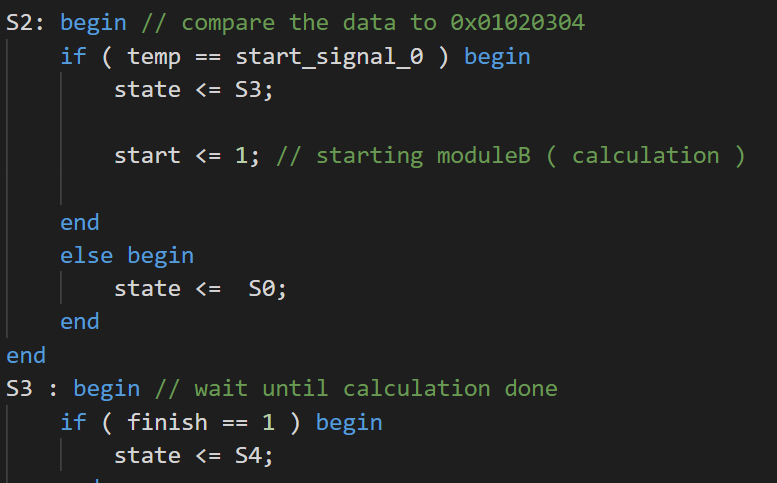 S2: begin // compare the data to 0x01020304
if ( temp == start_signal_0 ) begin
state <= S3;
start <= 1; // starting moduleB ( calculation )
end
else begin
state <=  S0;
end
end
S3 : begin // wait until calculation done
if ( finish == 1 ) begin
state <= S4;